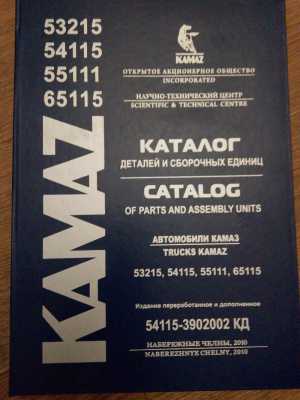 53215
54115
55111
65115
KAMAZ
KAMAZ
ОТКРЫТОЕ АКЦИОНЕРНОЕ ОБЩЕСТВО
INCORPORATED
НАУЧНО-ТЕХНИЧЕСКИЙ ЦЕНТР
SCIENTIFIC & TECHNICAL CENTRE
КАТАЛОГ
ДЕТАЛЕЙ И СБОРОЧНЫХ ЕДИНИЦ
CATALOG
OF PARTS AND ASSEMBLY UNITS
АВТОМОБИЛИ КАМАЗ
TRUCKS KAMAZ
53215, 54115, 55111, 65115
Издание переработанное и дополненное
54115-3902002 КД
НАБЕРЕЖНЫЕ ЧЕЛНЫ, 2010
NABEREZHNYE CHELNY, 2010